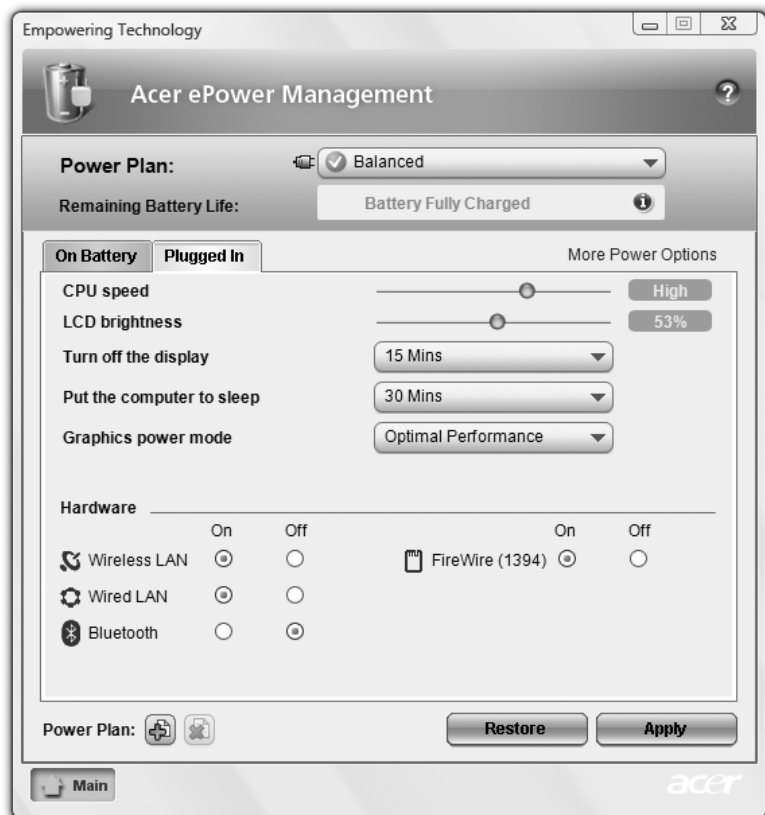 Empowering Technology
Acer ePower Management
?
Power Plan: Balanced
Remaining Battery Life: Battery Fully Charged
On Battery Plugged In More Power Options
CPU speed High
LCD brightness 53%
Turn off the display 15 Mins
Put the computer to sleep 30 Mins
Graphics power mode Optimal Performance
Hardware
On Off On Off
Wireless LAN FireWire (1394)
Wired LAN
Bluetooth
Power Plan: Restore Apply
Main acer